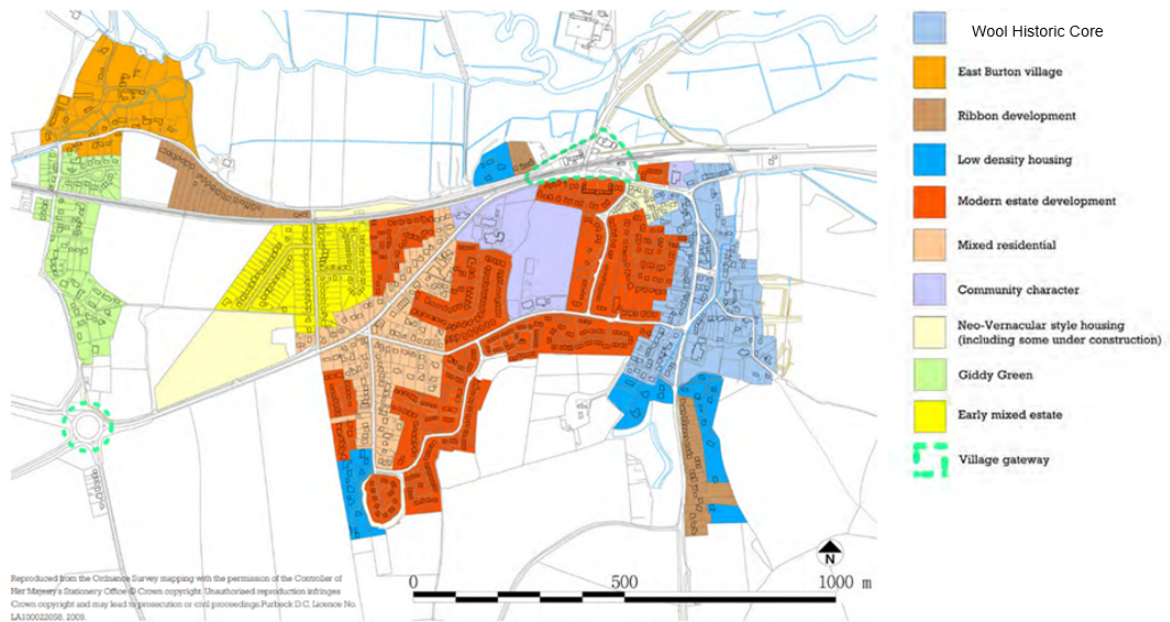 Wool Historic Core
East Burton village
Ribbon development
Low density housing
Modern estate development
Mixed residential
Community character
Neo-Vernacular style housing
(including some under construction)
Giddy Green
Early mixed estate
Village gateway
N
0 500 1000 m
Reproduced from the Ordnance Survey mapping with the permission of the Controller of
Her Majesty's Stationery Office © Crown copyright. Unauthorised reproduction infringes
Crown copyright and may lead to prosecution or civil proceedings.Purbeck D.C. Licence No.
LA100022058, 2009.